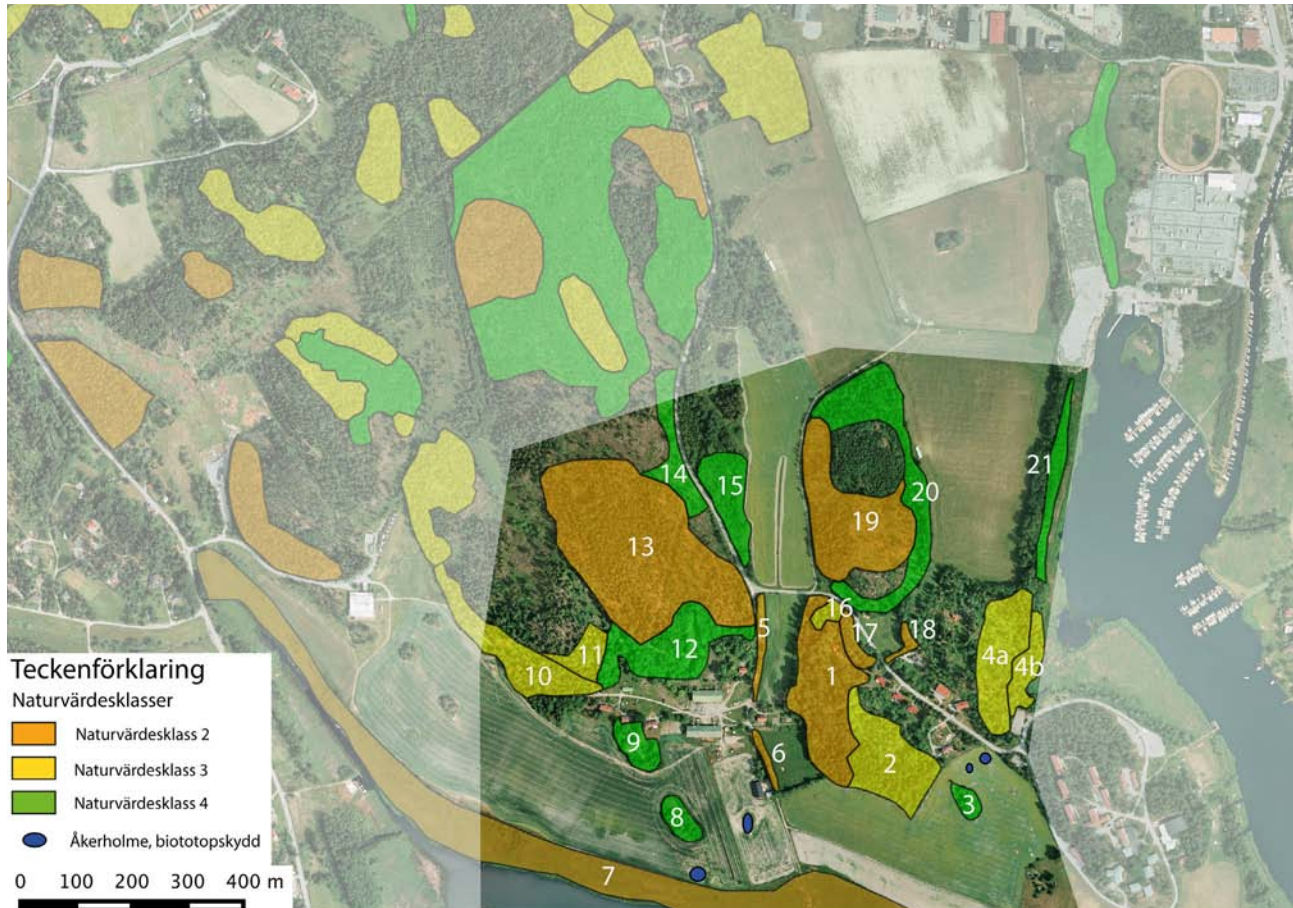 14
15
21
20
13
19
16
5
17
18
12
11
4a
4b
10
1
9
6
2
3
8
7
Teckenförklaring
Naturvärdesklasser
Naturvärdesklass 2
Naturvärdesklass 3
Naturvärdesklass 4
Åkerholme, biototopskydd
0 100 200 300 400 m